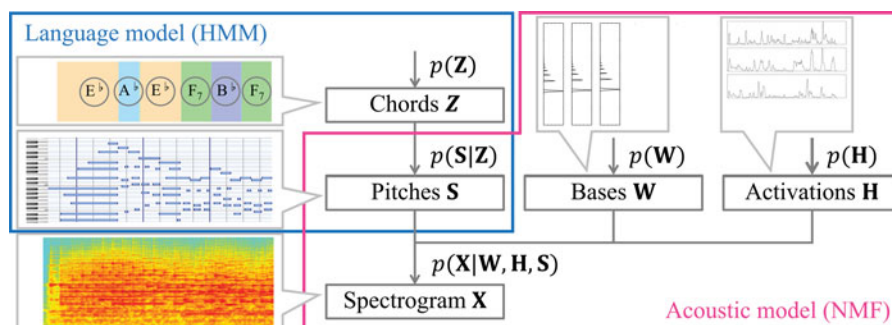 Language model (HMM)
E♭ A♭ E♭ F7 B♭ F7
p(Z)
Chords Z
p(S|Z)
p(W)
p(H)
Pitches S
Bases W
Activations H
p(X|W, H, S)
Spectrogram X
Acoustic model (NMF)